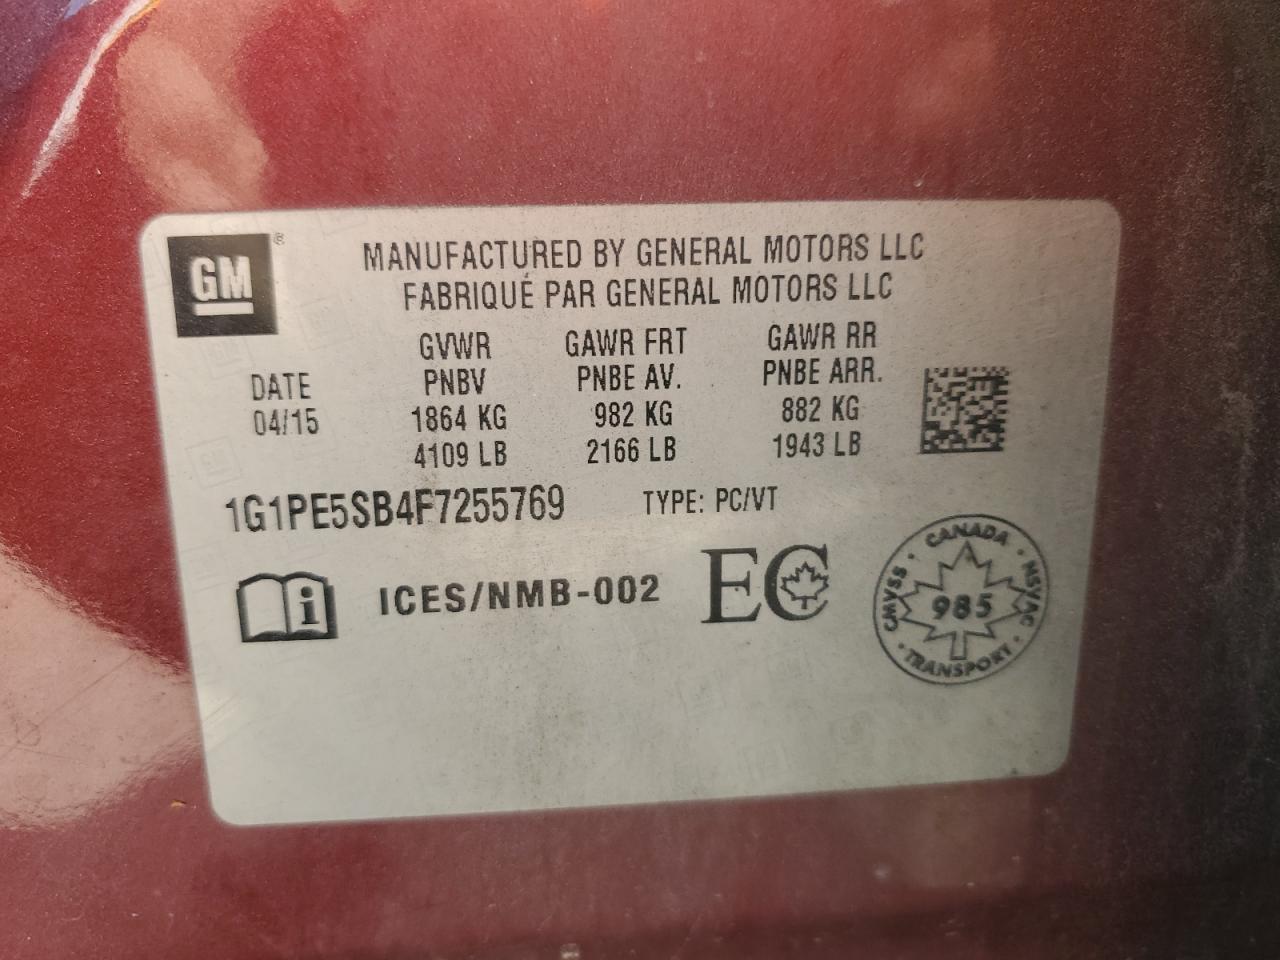 GM®
MANUFACTURED BY GENERAL MOTORS LLC
FABRIQUÉ PAR GENERAL MOTORS LLC
GVWR GAWR FRT GAWR RR
DATE PNBV PNBE AV. PNBE ARR.
04/15 1864 KG 982 KG 882 KG
4109 LB 2166 LB 1943 LB
1G1PE5SB4F7255769 TYPE: PC/VT
i ICES/NMB-002 EC
CANADA
CMVSS 985 NSVAC
TRANSPORT